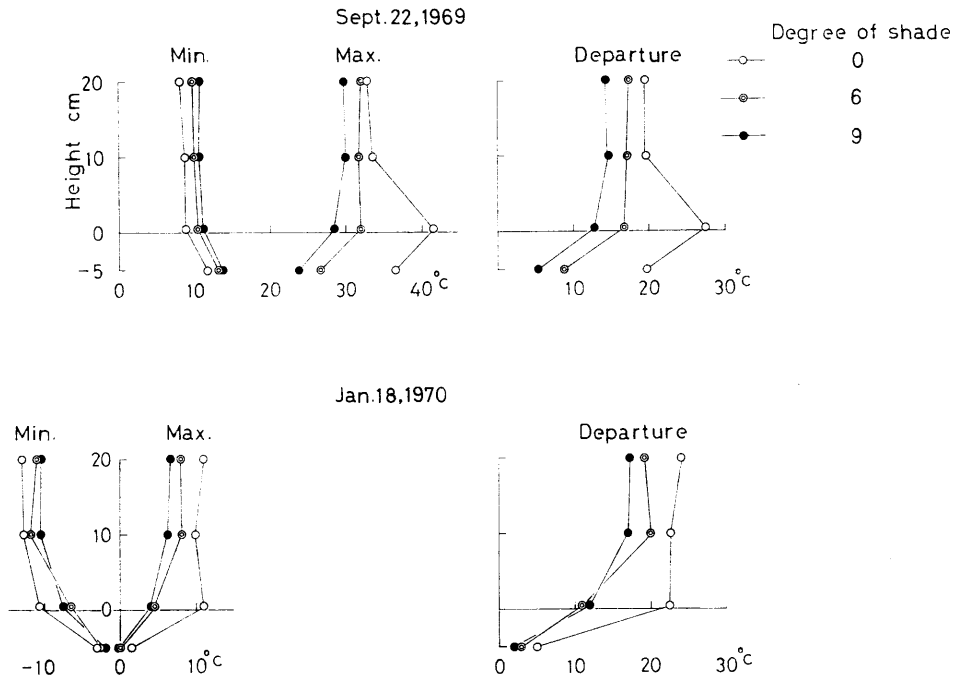 Sept. 22, 1969
Min.
Max.
Departure
Degree of shade
0
6
9
Height cm
20
10
0
-5
0
10
20
30
40°C
10
20
30°C
Jan. 18, 1970
Min.
Max.
Departure
20
10
0
-10
0
10°C
0
10
20
30°C